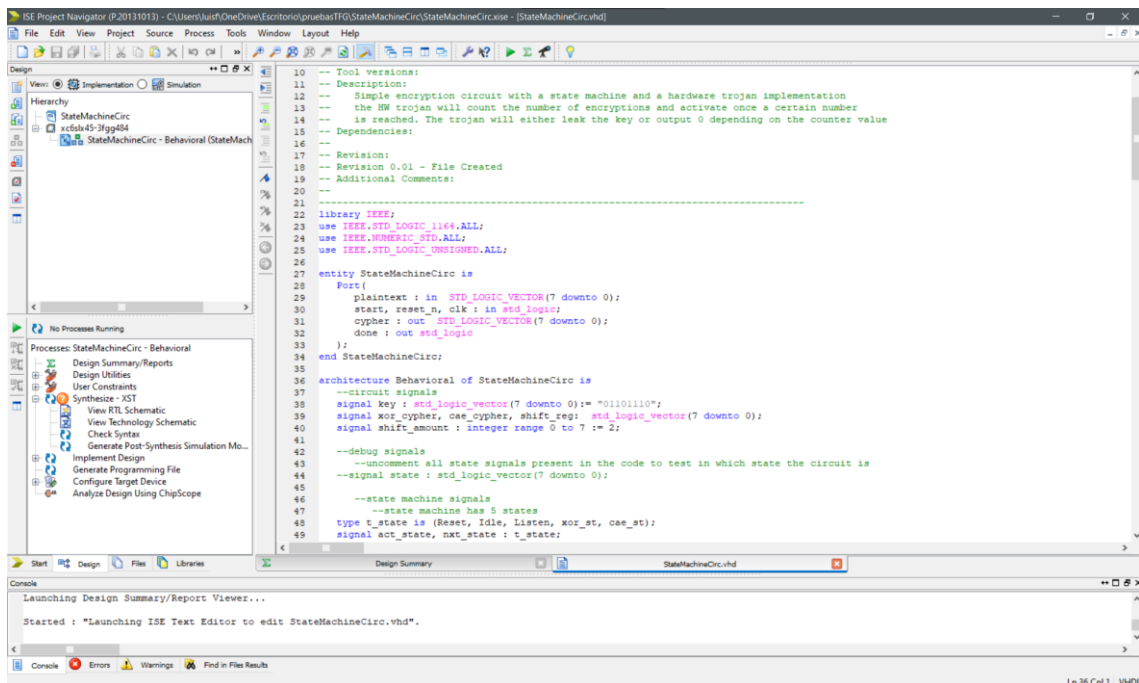 ISE Project Navigator (P.20131013) - C:\Users\luisf\OneDrive\Escritorio\pruebasTFG\StateMachineCirc\StateMachineCirc.xise - [StateMachineCirc.vhd]
File Edit View Project Source Process Tools Window Layout Help
Design
View: Implementation Simulation
Hierarchy
StateMachineCirc
xc6slx45-3fgg484
StateMachineCirc - Behavioral (StateMach
No Processes Running
Processes: StateMachineCirc - Behavioral
Design Summary/Reports
Design Utilities
User Constraints
Synthesize - XST
View RTL Schematic
View Technology Schematic
Check Syntax
Generate Post-Synthesis Simulation Mo...
Implement Design
Generate Programming File
Configure Target Device
Analyze Design Using ChipScope
Start Design Files Libraries
10 -- Tool versions:
11 -- Description:
12 -- Simple encryption circuit with a state machine and a hardware trojan implementation
13 -- the HW trojan will count the number of encryptions and activate once a certain number
14 -- is reached. The trojan will either leak the key or output 0 depending on the counter value
15 -- Dependencies:
16 --
17 -- Revision:
18 -- Revision 0.01 - File Created
19 -- Additional Comments:
20 --
21 ----------------------------------------------------------------------------------
22 library IEEE;
23 use IEEE.STD_LOGIC_1164.ALL;
24 use IEEE.NUMERIC_STD.ALL;
25 use IEEE.STD_LOGIC_UNSIGNED.ALL;
26
27 entity StateMachineCirc is
28 Port(
29 plaintext : in STD_LOGIC_VECTOR(7 downto 0);
30 start, reset_n, clk : in std_logic;
31 cypher : out STD_LOGIC_VECTOR(7 downto 0);
32 done : out std_logic
33 );
34 end StateMachineCirc;
35
36 architecture Behavioral of StateMachineCirc is
37 --circuit signals
38 signal key : std_logic_vector(7 downto 0):= "01101110";
39 signal xor_cypher, cae_cypher, shift_reg: std_logic_vector(7 downto 0);
40 signal shift_amount : integer range 0 to 7 := 2;
41
42 --debug signals
43 --uncomment all state signals present in the code to test in which state the circuit is
44 --signal state : std_logic_vector(7 downto 0);
45
46 --state machine signals
47 --state machine has 5 states
48 type t_state is (Reset, Idle, Listen, xor_st, cae_st);
49 signal act_state, nxt_state : t_state;
Design Summary StateMachineCirc.vhd
Console
Launching Design Summary/Report Viewer...
Started : "Launching ISE Text Editor to edit StateMachineCirc.vhd".
Console Errors Warnings Find in Files Results
Ln 36 Col 1 VHDL